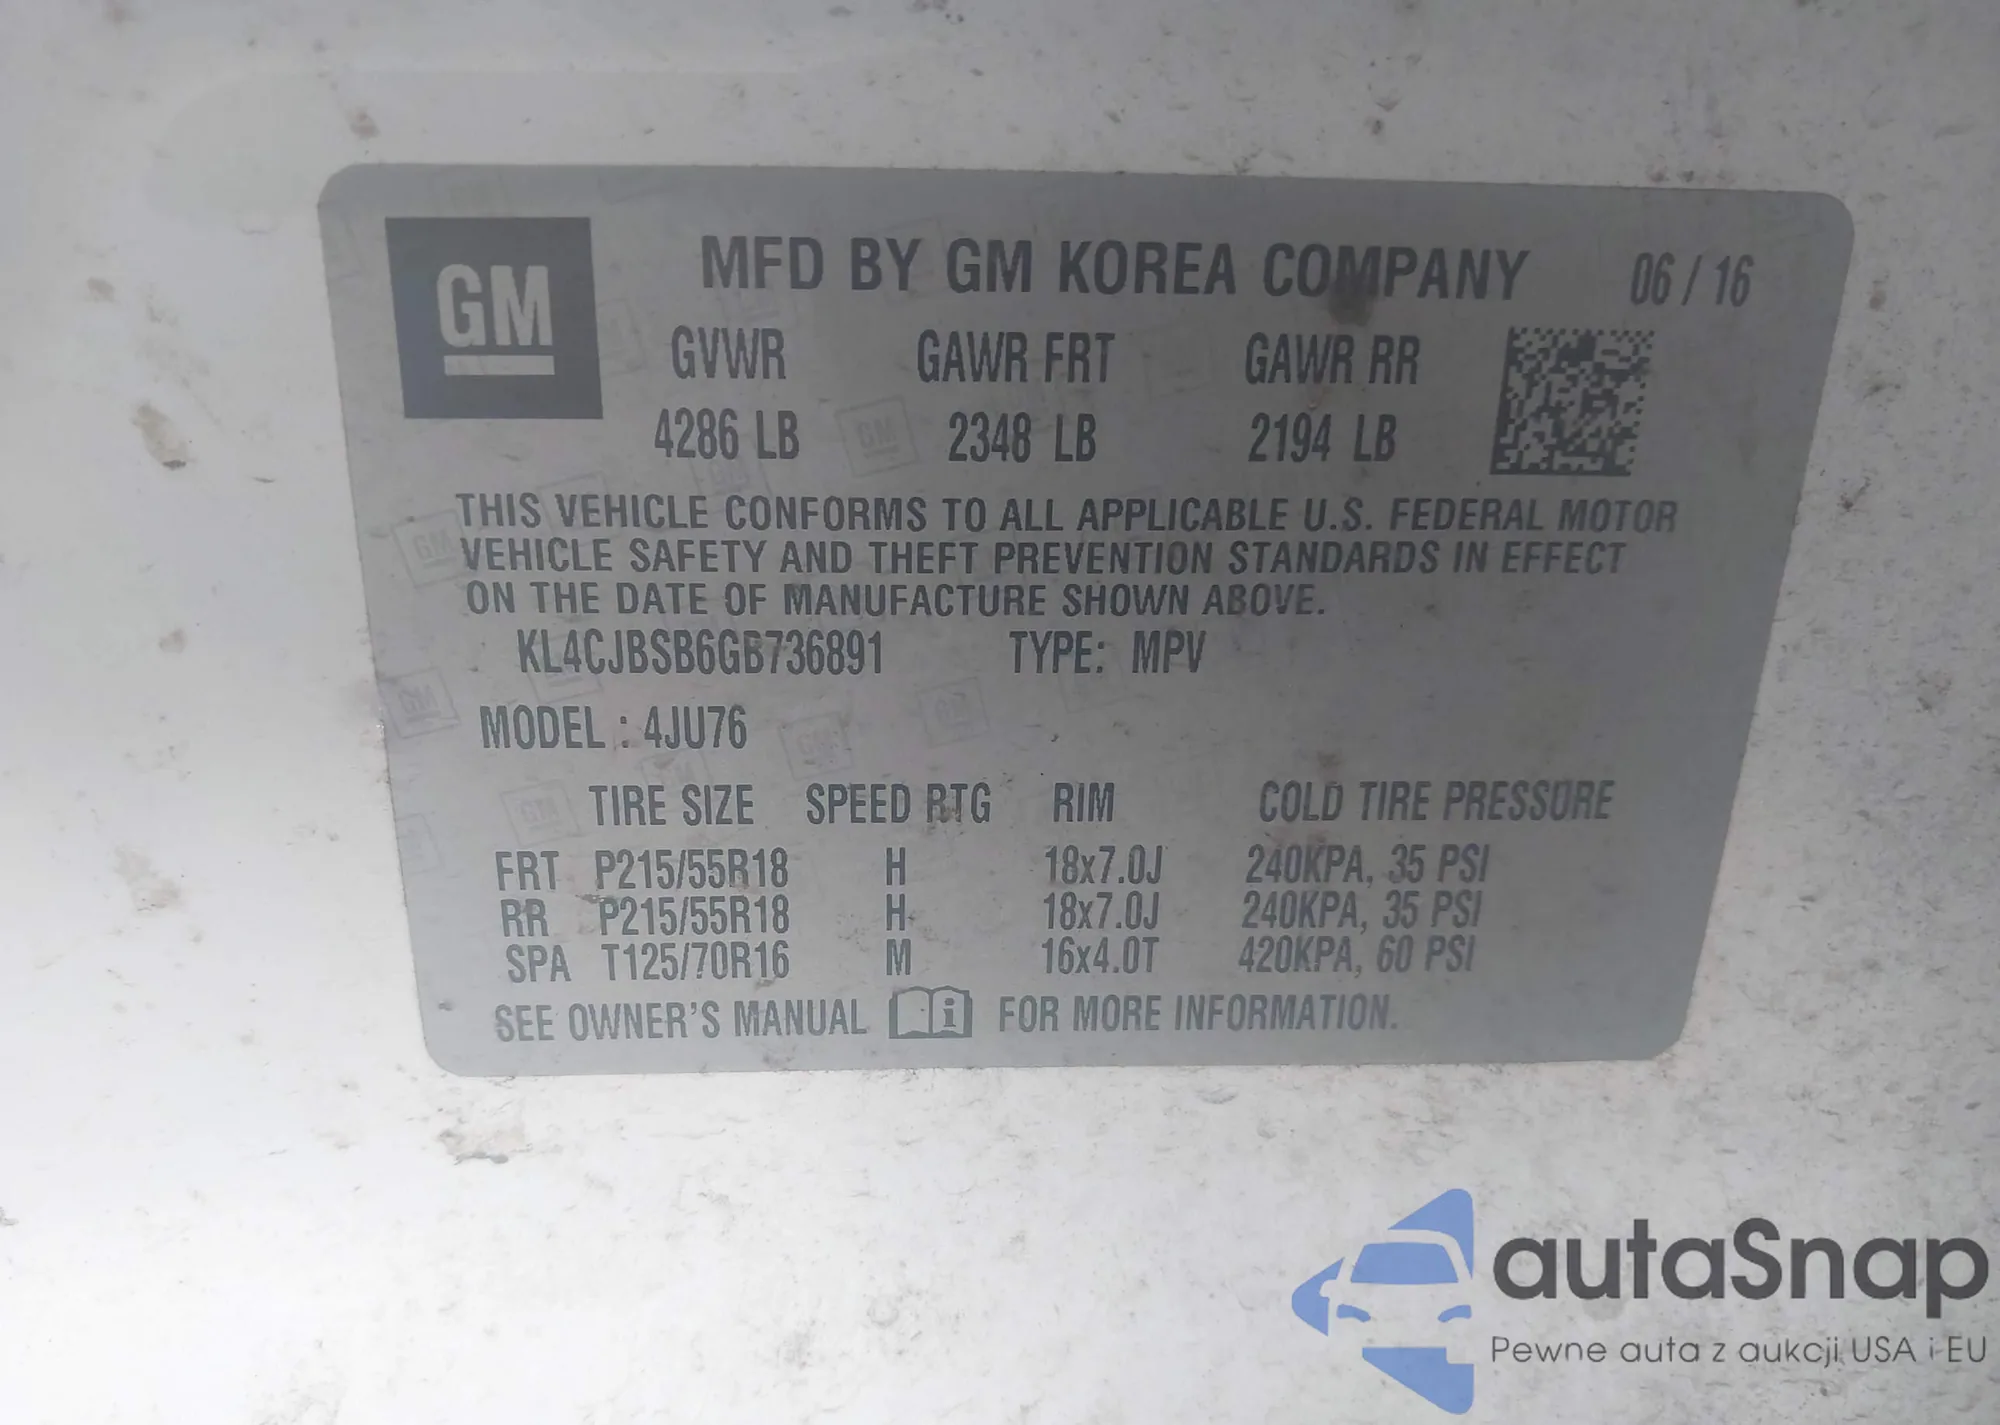 GM
MFD BY GM KOREA COMPANY 06 / 16
GVWR GAWR FRT GAWR RR
4286 LB 2348 LB 2194 LB
THIS VEHICLE CONFORMS TO ALL APPLICABLE U.S. FEDERAL MOTOR
VEHICLE SAFETY AND THEFT PREVENTION STANDARDS IN EFFECT
ON THE DATE OF MANUFACTURE SHOWN ABOVE.
KL4CJBSB6GB736891 TYPE: MPV
MODEL : 4JU76
TIRE SIZE SPEED RTG RIM COLD TIRE PRESSURE
FRT P215/55R18 H 18x7.0J 240KPA, 35 PSI
RR P215/55R18 H 18x7.0J 240KPA, 35 PSI
SPA T125/70R16 M 16x4.0T 420KPA, 60 PSI
SEE OWNER'S MANUAL i FOR MORE INFORMATION.
autaSnap
Pewne auta z aukcji USA i EU